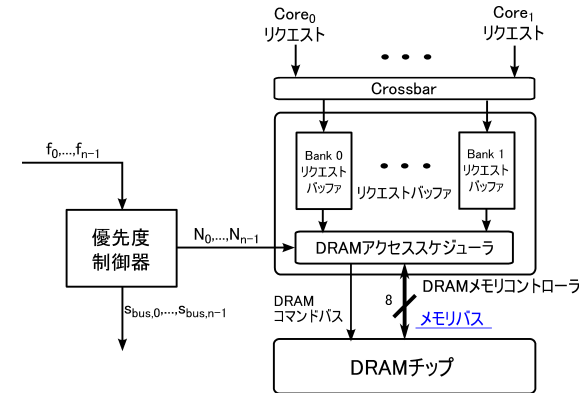 Core0
リクエスト
Core1
リクエスト
Crossbar
f0,...,fn-1
Bank 0
リクエスト
バッファ
Bank 1
リクエスト
バッファ
リクエストバッファ
優先度
制御器
N0,...,Nn-1
DRAMアクセススケジューラ
DRAMメモリコントローラ
DRAM
コマンドバス
8
メモリバス
sbus,0,...,sbus,n-1
DRAMチップ